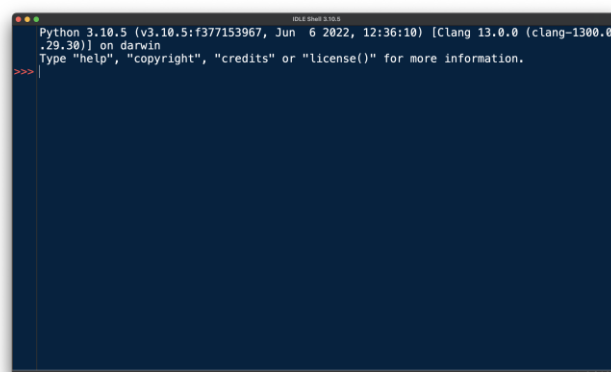 IDLE Shell 3.10.5
Python 3.10.5 (v3.10.5:f377153967, Jun  6 2022, 12:36:10) [Clang 13.0.0 (clang-1300.0
.29.30)] on darwin
Type "help", "copyright", "credits" or "license()" for more information.
>>>